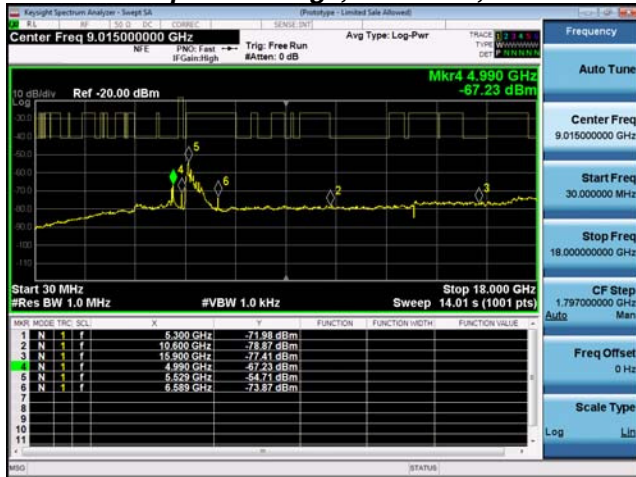 Keysight Spectrum Analyzer - Swept SA
(Prototype - Limited Sale Allowed)
RL RF 50 Ω DC CORREC SENSE:INT
Center Freq 9.015000000 GHz
NFE
PNO: Fast
IFGain:High
Trig: Free Run
#Atten: 0 dB
Avg Type: Log-Pwr
TRACE 1 2 3 4 5 6
TYPE
DET P N N N N N
Mkr4 4.990 GHz
-67.23 dBm
10 dB/div Ref -20.00 dBm
Log
-30.0
-40.0
-50.0
-60.0
-70.0
-80.0
-90.0
-100
-110
5
4
6
2
3
Start 30 MHz
Stop 18.000 GHz
#Res BW 1.0 MHz
#VBW 1.0 kHz
Sweep 14.01 s (1001 pts)
MKR MODE TRC SCL X Y FUNCTION FUNCTION WIDTH FUNCTION VALUE
1 N 1 f 5.300 GHz -71.98 dBm
2 N 1 f 10.600 GHz -78.87 dBm
3 N 1 f 15.900 GHz -77.41 dBm
4 N 1 f 4.990 GHz -67.23 dBm
5 N 1 f 5.529 GHz -54.71 dBm
6 N 1 f 6.589 GHz -73.87 dBm
7
8
9
10
11
MSG
STATUS
Frequency
Auto Tune
Center Freq
9.015000000 GHz
Start Freq
30.000000 MHz
Stop Freq
18.000000000 GHz
CF Step
1.797000000 GHz
Auto Man
Freq Offset
0 Hz
Scale Type
Log Lin